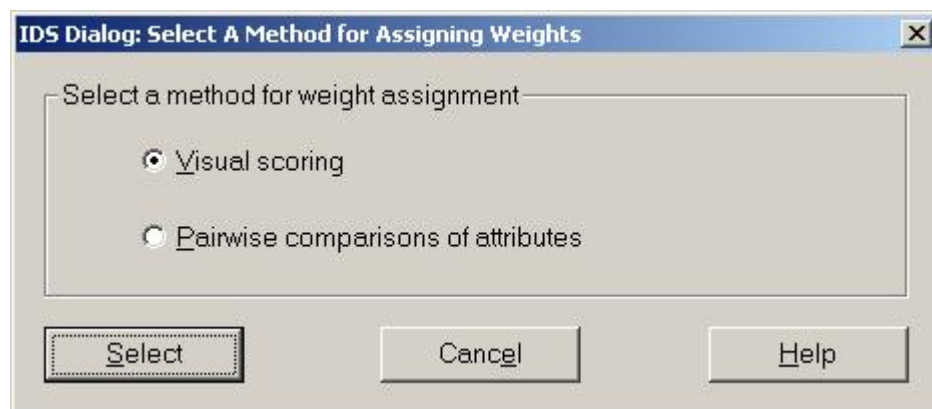 IDS Dialog: Select A Method for Assigning Weights
Select a method for weight assignment
Visual scoring
Pairwise comparisons of attributes
Select Cancel Help